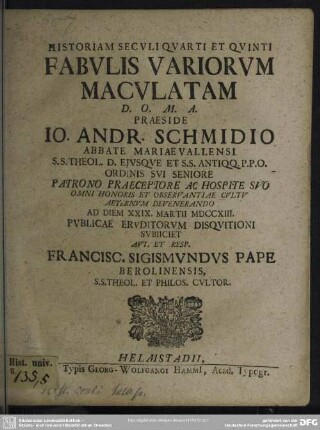 HISTORIAM SECULI QVARTI ET QVINTI
FABVLIS VARIORVM
MACVLATAM
D. O. M. A.
PRAESIDE
IO. ANDR. SCHMIDIO
ABBATE MARIAEVALLENSI
S.S. THEOL. D. EJVSQVE ET S.S. ANTIQQ. P.P.O.
ORDINIS SVI SENIORE
PATRONO PRAECEPTORE AC HOSPITE SVO
OMNI HONORIS ET OBSERVANTIAE CVLTV
AETERNVM DEVENERANDO
AD DIEM XXIX. MARTII MDCCXIII.
PVBLICAE ERVDITORVM DISQVITIONI
SVBIICIET
AVT. ET RESP.
FRANCISC. SIGISMVNDVS PAPE
BEROLINENSIS,
S.S. THEOL. ET PHILOS. CVLTOR.
HELMSTADII,
Typis GEORG-WOLFGANGI HAMMI, Acad. Typogr.
Hist. univ.
135,5